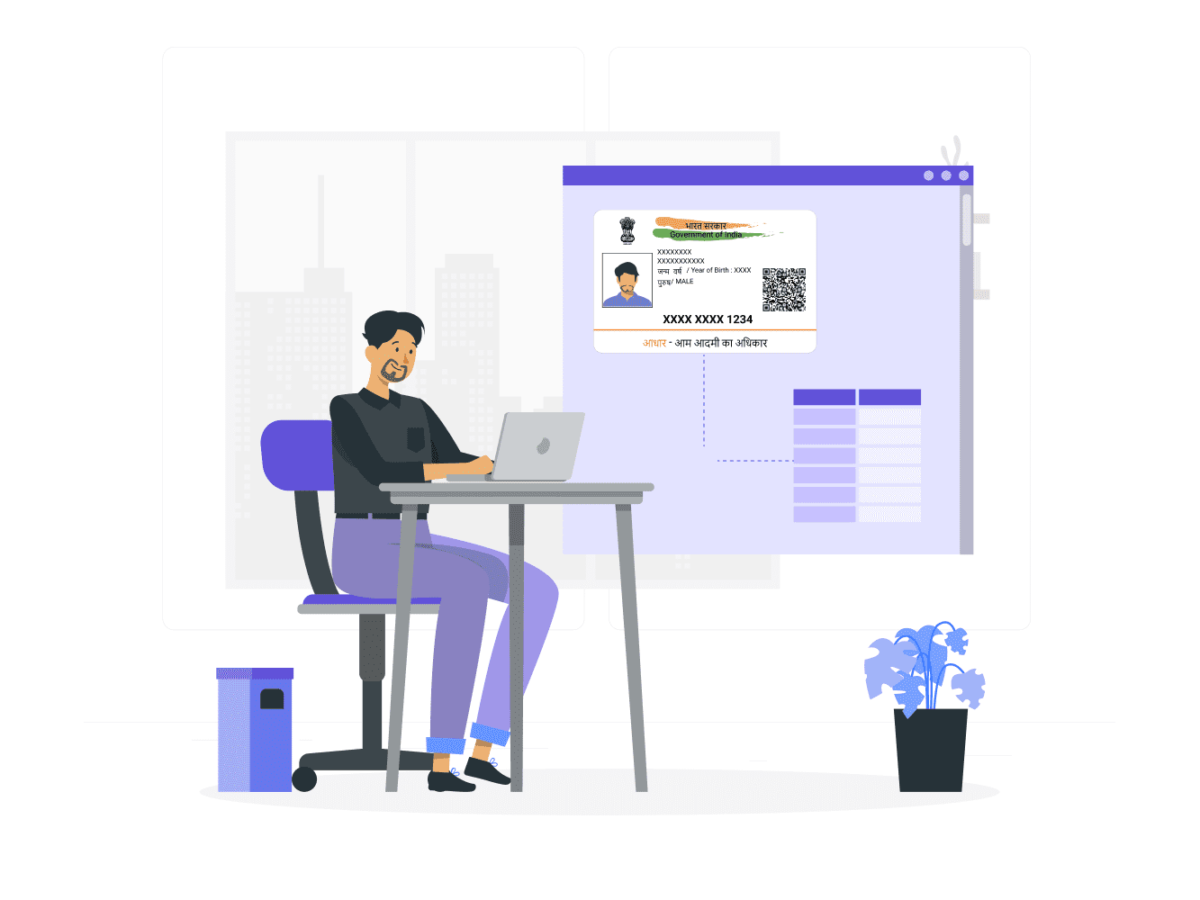 भारत सरकार
Government of India
XXXXXXXX
XXXXXXXXXXX
जन्म वर्ष / Year of Birth : XXXX
पुरुष/ MALE
XXXX XXXX 1234
आधार - आम आदमी का अधिकार